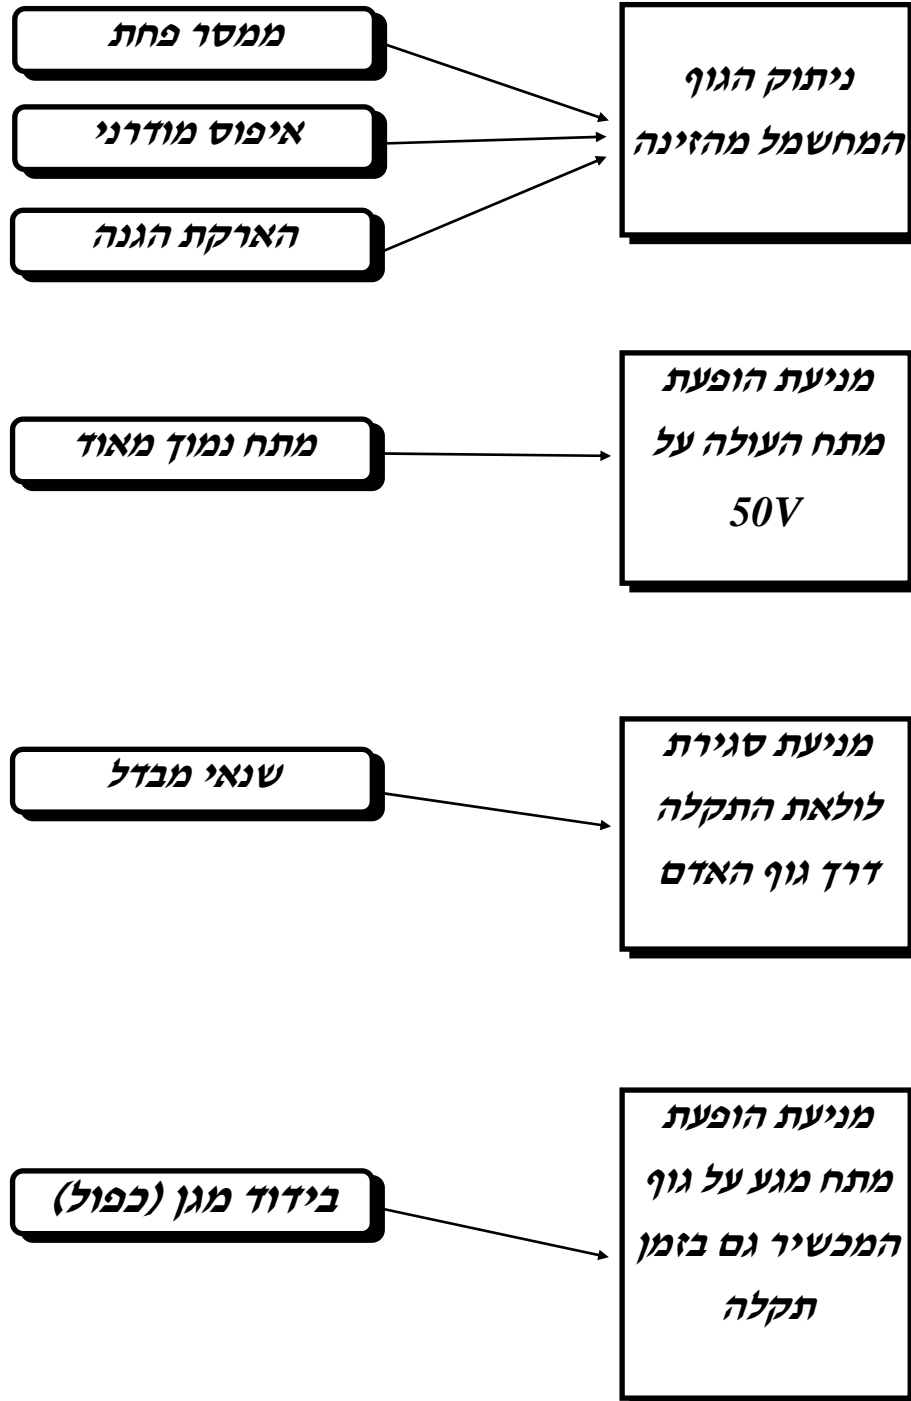 ממסר פחת
איפוס מודרני
הארקת הגנה
ניתוק הגוף
המחשמל מהזינה
מתח נמוך מאוד
מניעת הופעת
מתח העולה על
50V
שנאי מבדל
מניעת סגירת
לולאת התקלה
דרך גוף האדם
בידוד מגן (כפול)
מניעת הופעת
מתח מגע על גוף
המכשיר גם בזמן
תקלה